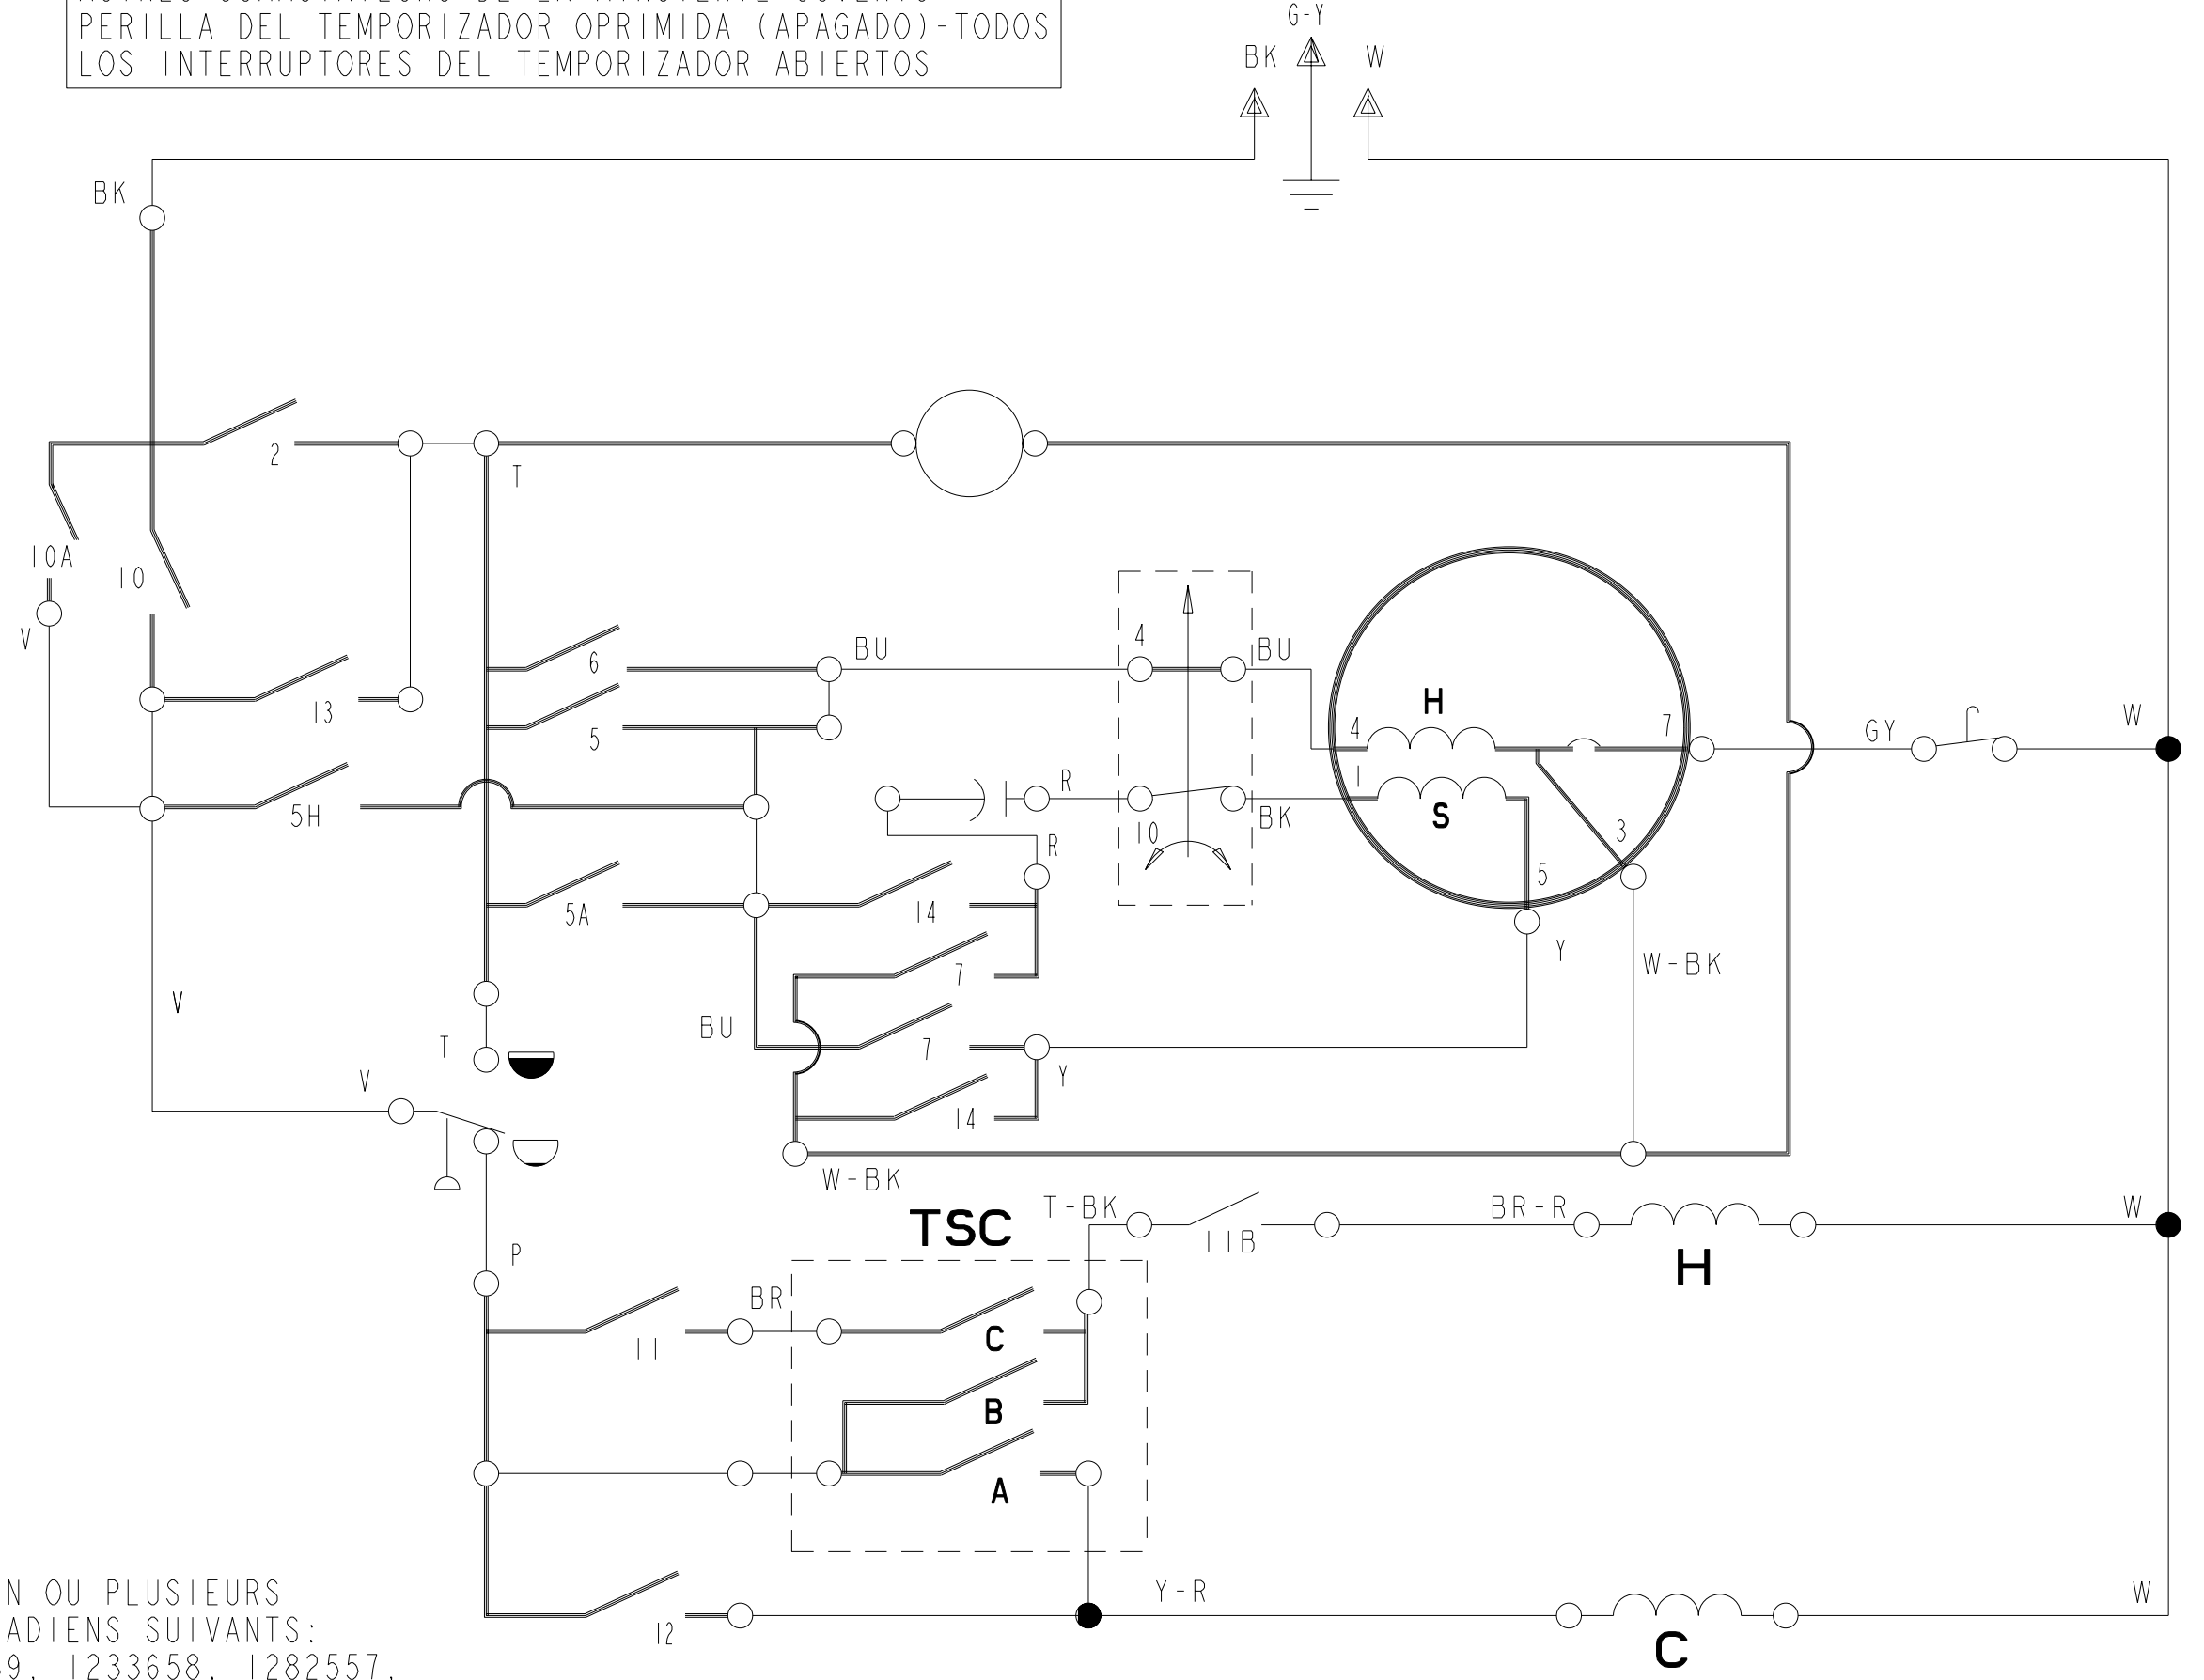 PERILLA DEL TEMPORIZADOR OPRIMIDA (APAGADO)-TODOS
LOS INTERRUPTORES DEL TEMPORIZADOR ABIERTOS
G-Y
BK
W
BK
2
T
10A
10
V
6
BU
4
BU
13
5
H
4
7
GY
W
1
R
5H
10
BK
S
3
R
5
5A
14
Y
7
W-BK
V
BU
7
T
Y
V
14
W-BK
TSC
T-BK
11B
BR-R
W
P
H
BR
11
C
B
A
N OU PLUSIEURS
Y-R
W
ADIENS SUIVANTS:
12
C
9, 1233658, 1282557,